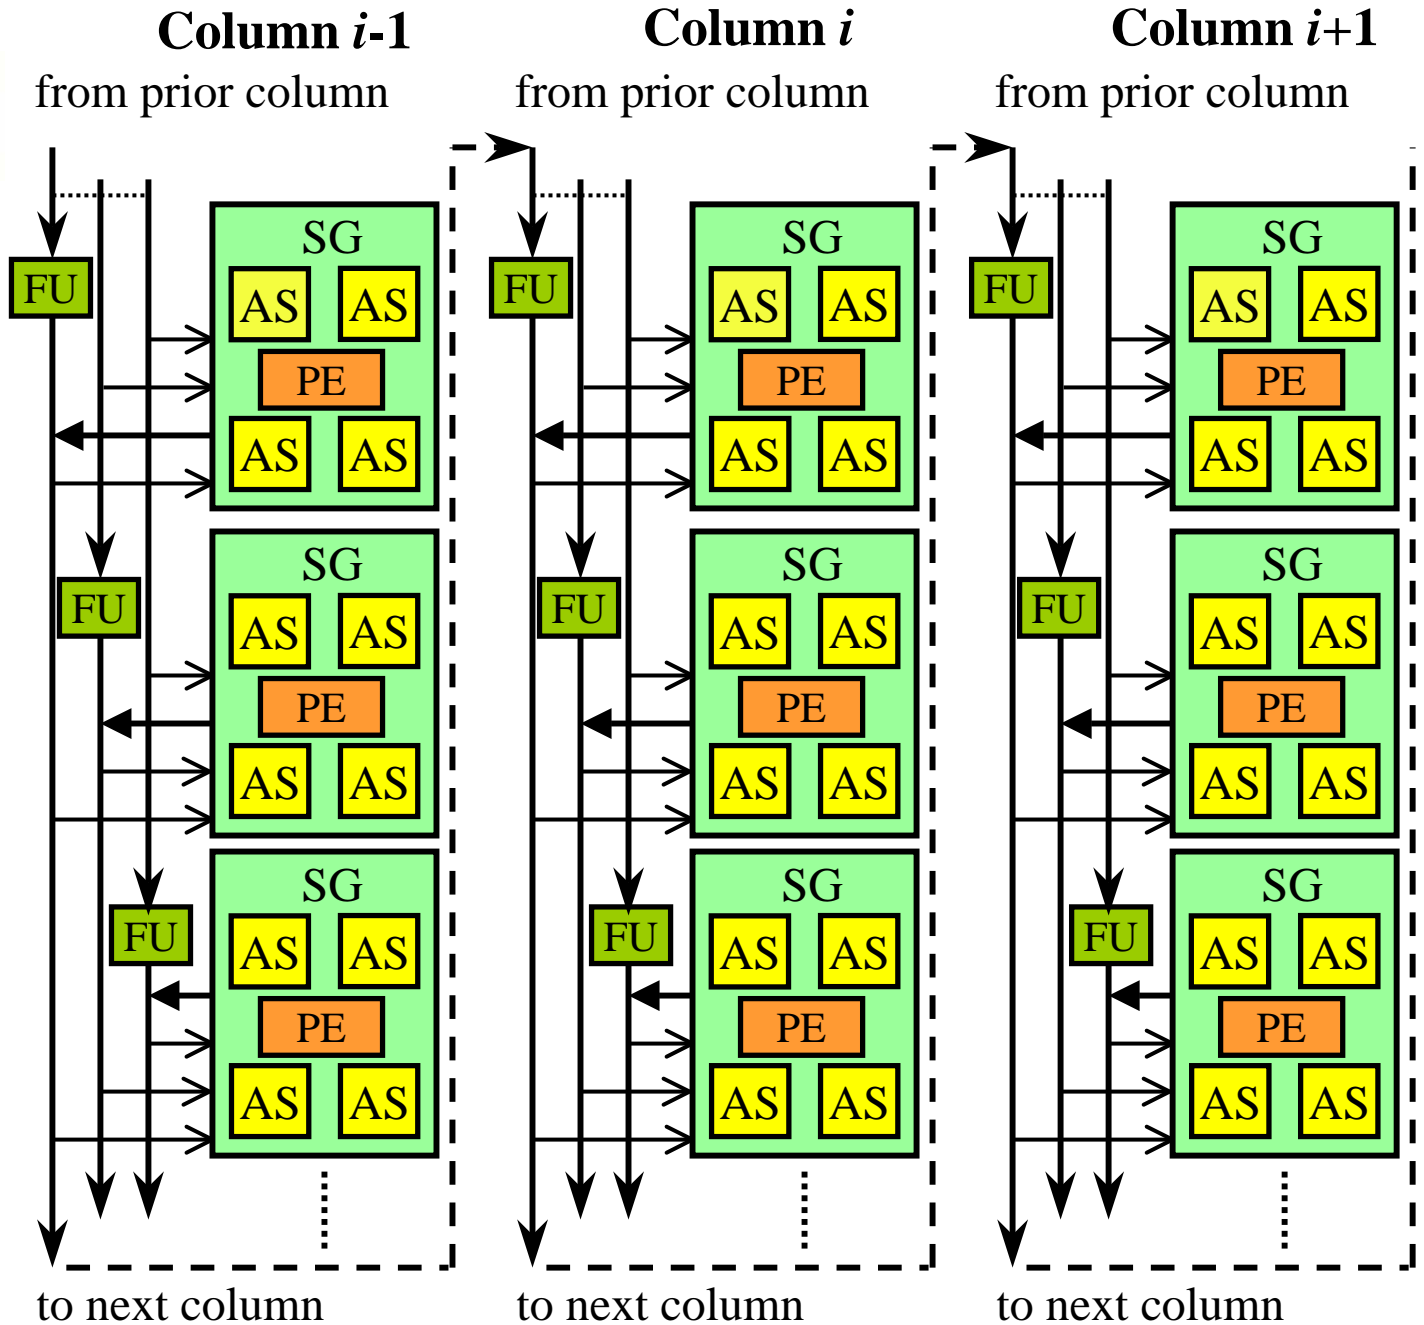 Column i-1
Column i
Column i+1
from prior column
from prior column
from prior column
SG
SG
SG
FU
AS AS
FU
AS AS
FU
AS AS
PE
PE
PE
AS AS
AS AS
AS AS
SG
SG
SG
FU
AS AS
FU
AS AS
FU
AS AS
PE
PE
PE
AS AS
AS AS
AS AS
SG
SG
SG
FU
AS AS
FU
AS AS
FU
AS AS
PE
PE
PE
AS AS
AS AS
AS AS
to next column
to next column
to next column